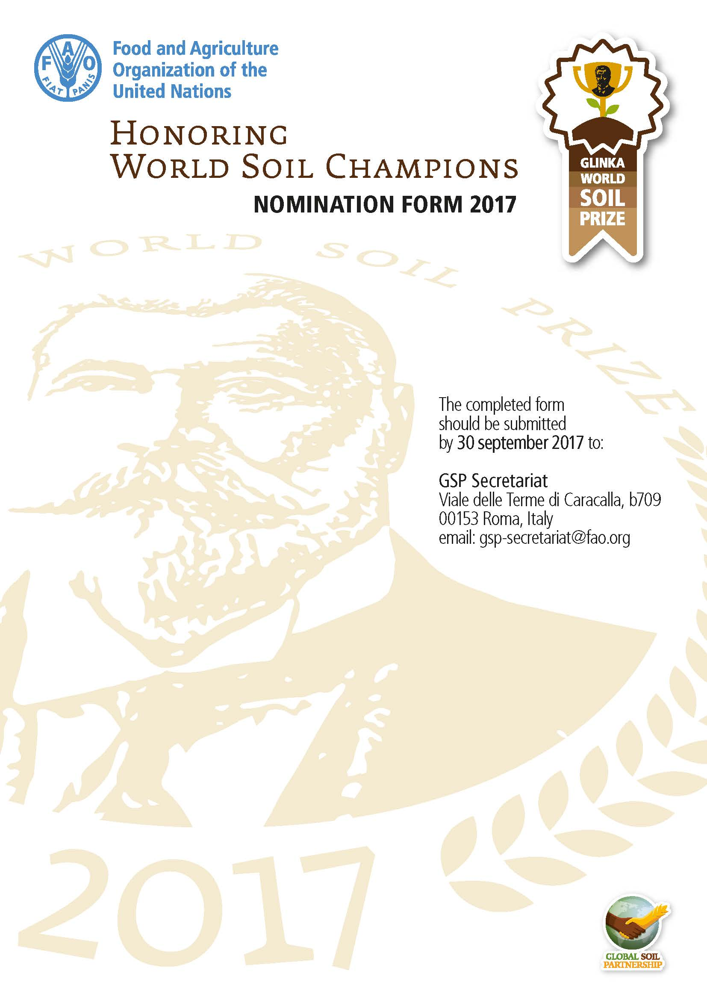 FAO
FIAT PANIS
Food and Agriculture
Organization of the
United Nations
HONORING
WORLD SOIL CHAMPIONS
NOMINATION FORM 2017
GLINKA
WORLD
SOIL
PRIZE
WORLD SOIL PRIZE
The completed form
should be submitted
by 30 september 2017 to:
GSP Secretariat
Viale delle Terme di Caracalla, b709
00153 Roma, Italy
email: gsp-secretariat@fao.org
2017
GLOBAL SOIL
PARTNERSHIP